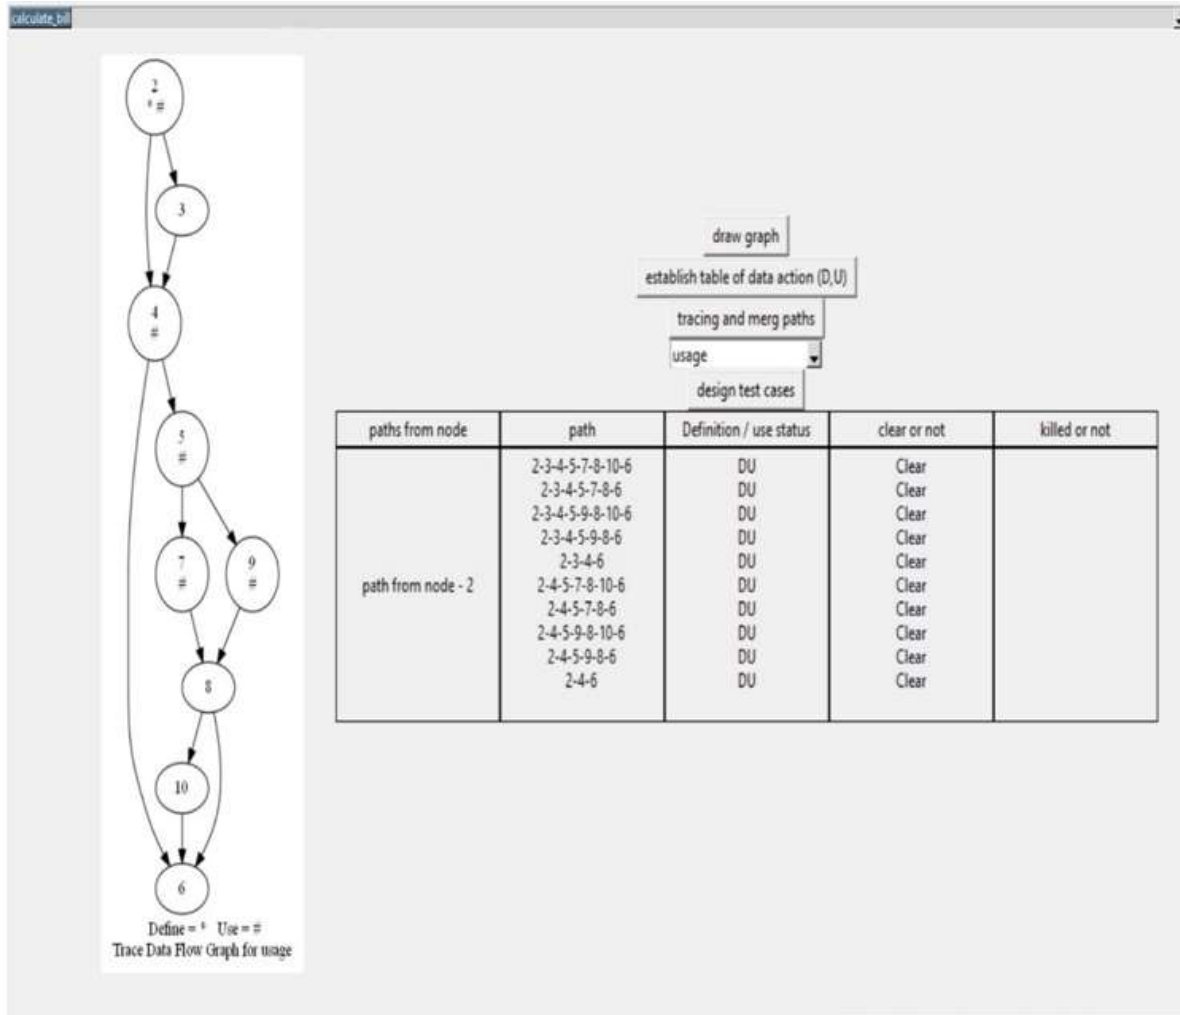 calculate_bill
2
* #
3
4
#
5
#
7
#
9
#
8
10
6
Define = * Use = #
Trace Data Flow Graph for usage
draw graph
establish table of data action (D,U)
tracing and merg paths
usage
design test cases
paths from node path Definition / use status clear or not killed or not
path from node - 2
2-3-4-5-7-8-10-6 DU Clear
2-3-4-5-7-8-6 DU Clear
2-3-4-5-9-8-10-6 DU Clear
2-3-4-5-9-8-6 DU Clear
2-3-4-6 DU Clear
2-4-5-7-8-10-6 DU Clear
2-4-5-7-8-6 DU Clear
2-4-5-9-8-10-6 DU Clear
2-4-5-9-8-6 DU Clear
2-4-6 DU Clear